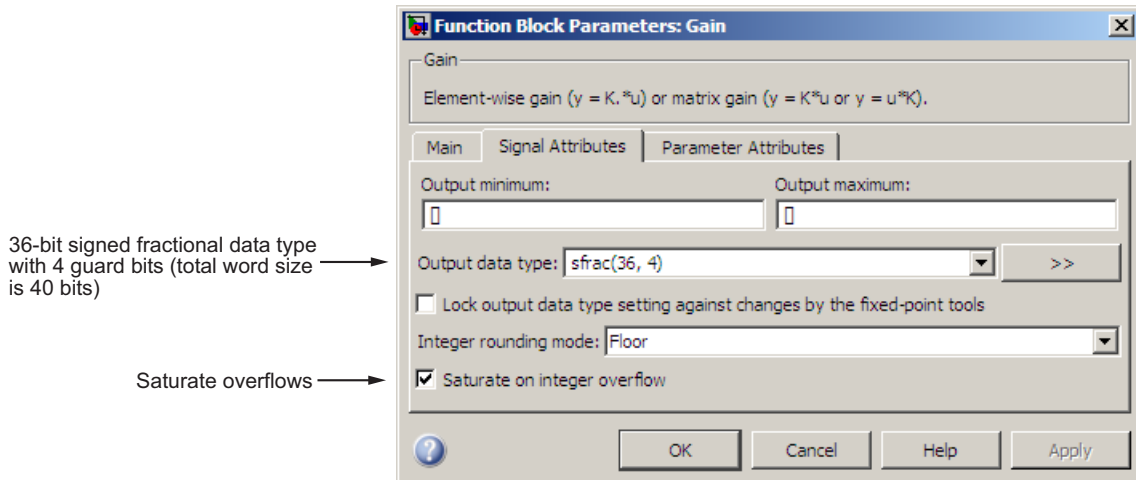 Function Block Parameters: Gain
Gain
Element-wise gain (y = K.*u) or matrix gain (y = K*u or y = u*K).
Main Signal Attributes Parameter Attributes
Output minimum: Output maximum:
[] []
36-bit signed fractional data type
with 4 guard bits (total word size
is 40 bits)
Output data type: sfrac(36, 4) >>
Lock output data type setting against changes by the fixed-point tools
Integer rounding mode: Floor
Saturate overflows
Saturate on integer overflow
? OK Cancel Help Apply